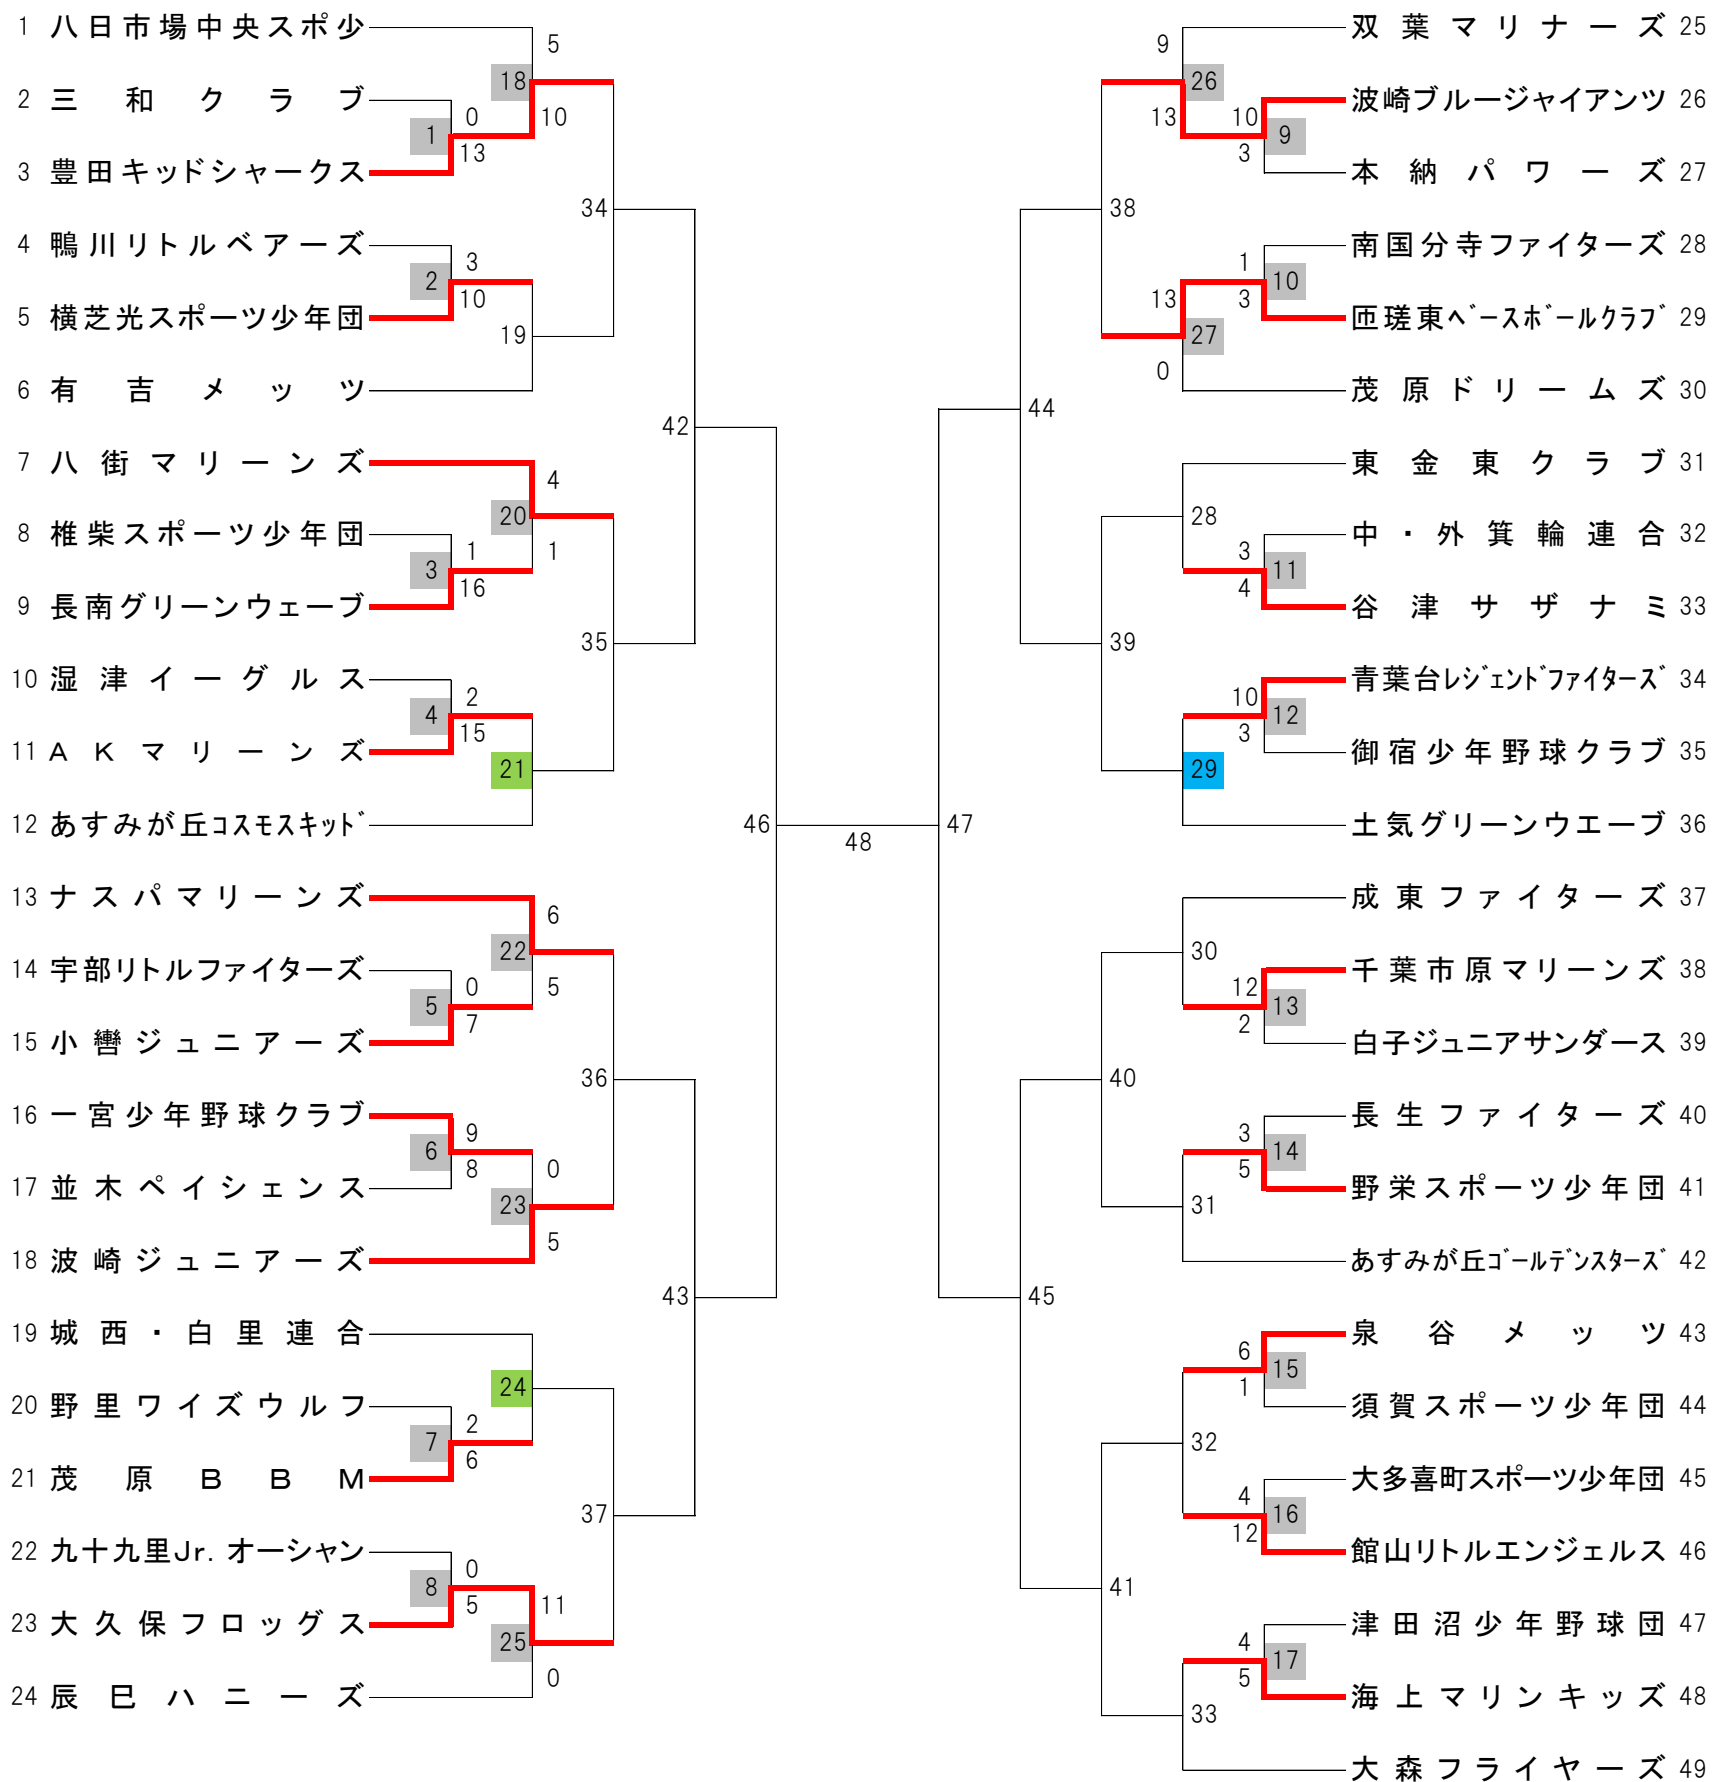 1 八日市場中央スポ少
5
18
2 三和クラブ
0
10
1
13
3 豊田キッドシャークス
34
4 鴨川リトルベアーズ
3
2
10
5 横芝光スポーツ少年団
19
6 有吉メッツ
42
7 八街マリーンズ
4
20
8 椎柴スポーツ少年団
1
1
3
16
9 長南グリーンウェーブ
35
10 湿津イーグルス
2
4
15
11 AKマリーンズ
21
12 あすみが丘コスモスキッド
46
13 ナスパマリーンズ
6
22
14 宇部リトルファイターズ
0
5
5
7
15 小轡ジュニアーズ
36
16 一宮少年野球クラブ
9
6
8
0
17 並木ペイシェンス
23
5
18 波崎ジュニアーズ
43
19 城西・白里連合
24
20 野里ワイズウルフ
2
7
6
21 茂原BBM
37
22 九十九里Jr.オーシャン
0
8
5
11
23 大久保フロッグス
25
0
24 辰巳ハニーズ
48
双葉マリナーズ 25
9
26
波崎ブルージャイアンツ 26
13
10
9
3
本納パワーズ 27
38
南国分寺ファイターズ 28
1
10
13
3
匝瑳東ベースボールクラブ 29
27
0
茂原ドリームズ 30
44
東金東クラブ 31
28
中・外箕輪連合 32
3
11
4
谷津サザナミ 33
39
青葉台レジェンドファイターズ 34
10
12
3
御宿少年野球クラブ 35
29
土気グリーンウエーブ 36
47
成東ファイターズ 37
30
千葉市原マリーンズ 38
12
13
2
白子ジュニアサンダース 39
40
長生ファイターズ 40
3
14
5
野栄スポーツ少年団 41
31
あすみが丘ゴールデンスターズ 42
45
泉谷メッツ 43
6
15
1
須賀スポーツ少年団 44
32
大多喜町スポーツ少年団 45
4
16
12
館山リトルエンジェルス 46
41
津田沼少年野球団 47
4
17
5
海上マリンキッズ 48
33
大森フライヤーズ 49